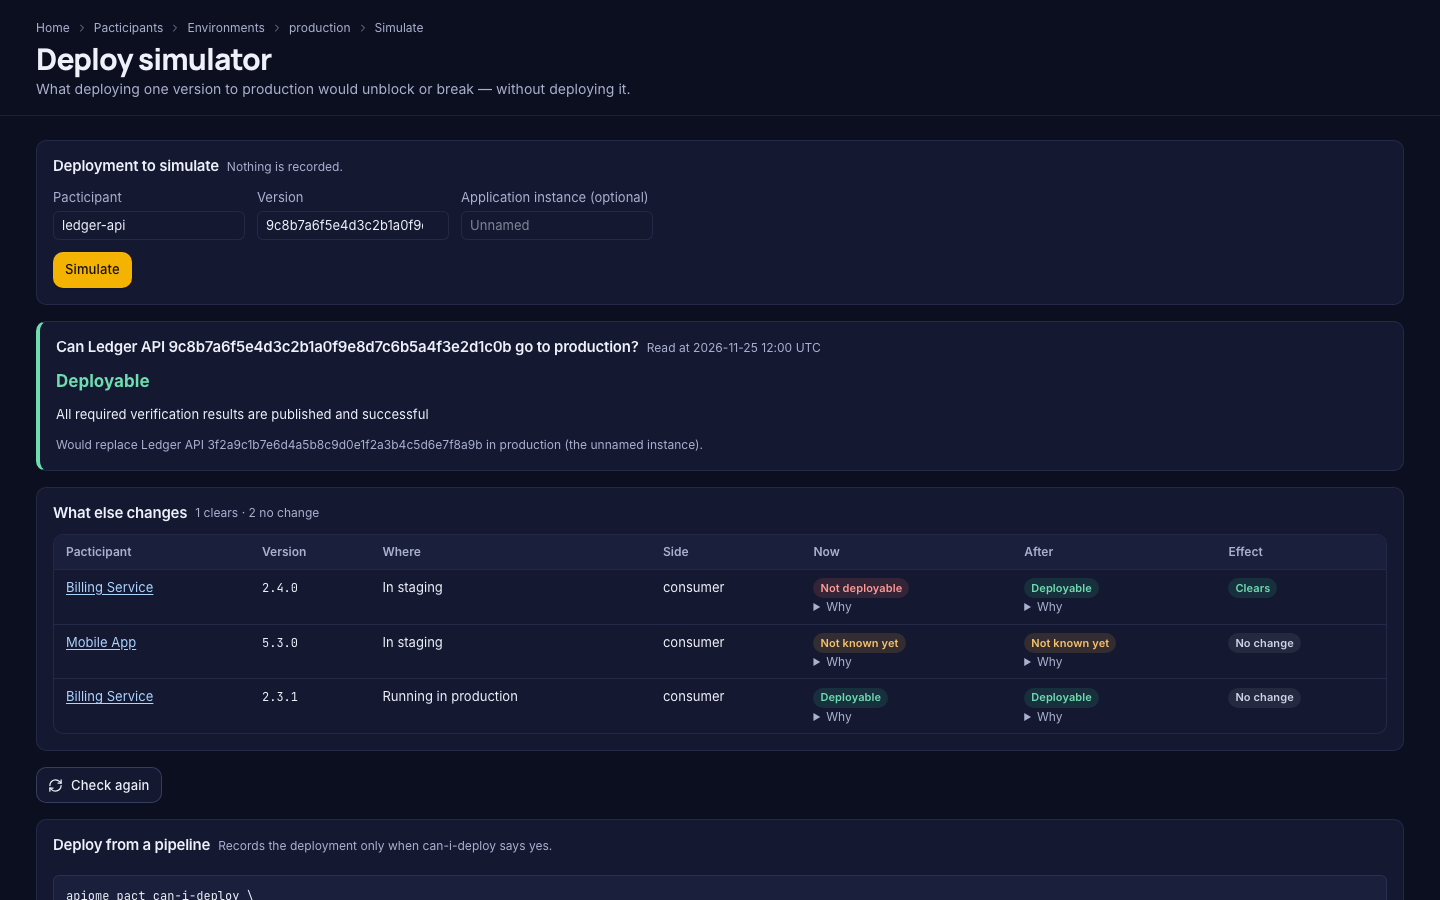 Home > Pacticipants > Environments > production > Simulate
Deploy simulator
What deploying one version to production would unblock or break — without deploying it.
Deployment to simulate Nothing is recorded.
Pacticipant Version Application instance (optional)
ledger-api 9c8b7a6f5e4d3c2b1a0f9 Unnamed
Simulate
Can Ledger API 9c8b7a6f5e4d3c2b1a0f9e8d7c6b5a4f3e2d1c0b go to production? Read at 2026-11-25 12:00 UTC
Deployable
All required verification results are published and successful
Would replace Ledger API 3f2a9c1b7e6d4a5b8c9d0e1f2a3b4c5d6e7f8a9b in production (the unnamed instance).
What else changes 1 clears · 2 no change
Pacticipant Version Where Side Now After Effect
Billing Service 2.4.0 In staging consumer Not deployable Deployable Clears
Why Why
Mobile App 5.3.0 In staging consumer Not known yet Not known yet No change
Why Why
Billing Service 2.3.1 Running in production consumer Deployable Deployable No change
Why Why
Check again
Deploy from a pipeline Records the deployment only when can-i-deploy says yes.
apiome pact can-i-deploy \